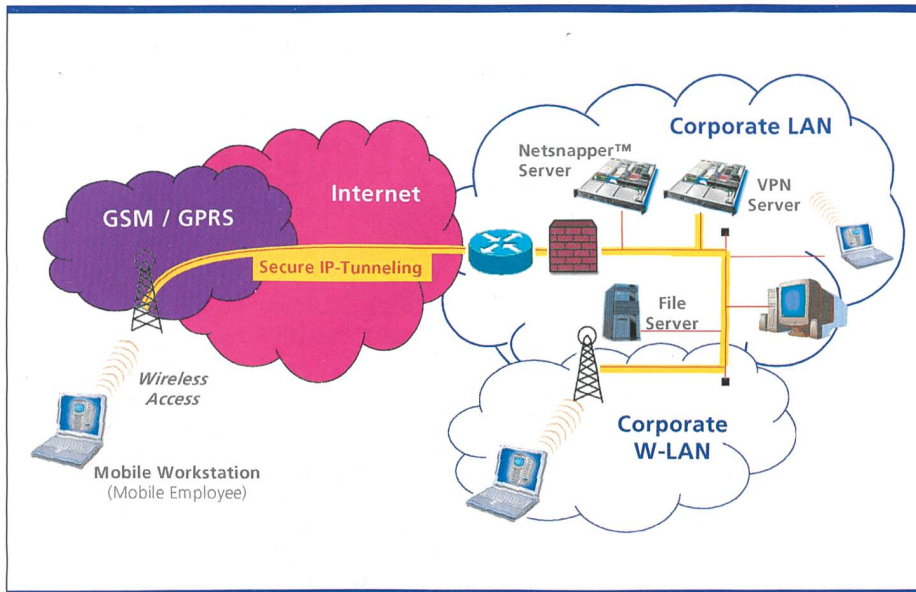 Corporate LAN
Netsnapper™
Server
VPN
Server
Internet
GSM / GPRS
Secure IP-Tunneling
File
Server
Wireless
Access
Corporate
W-LAN
Mobile Workstation
(Mobile Employee)